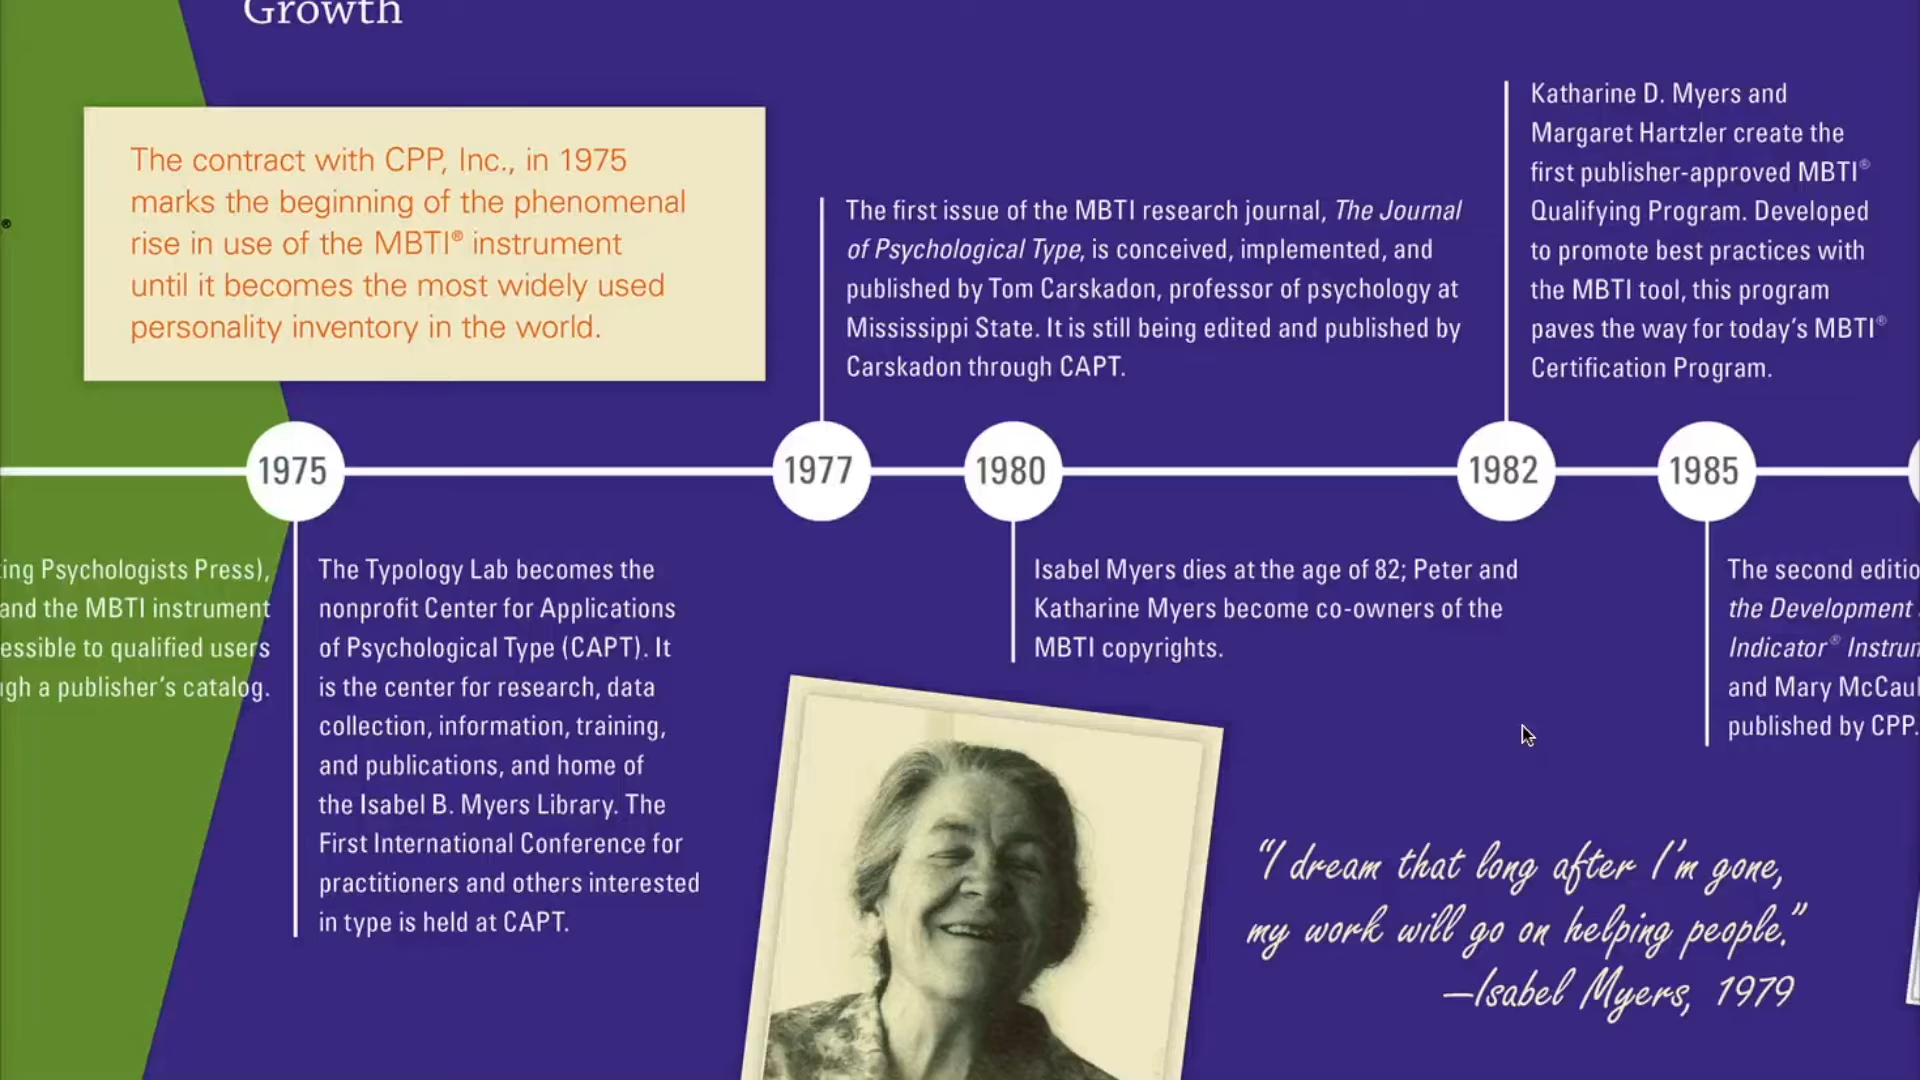 Growth
The contract with CPP, Inc., in 1975
marks the beginning of the phenomenal
rise in use of the MBTI® instrument
until it becomes the most widely used
personality inventory in the world.
®
The first issue of the MBTI research journal, The Journal
of Psychological Type, is conceived, implemented, and
published by Tom Carskadon, professor of psychology at
Mississippi State. It is still being edited and published by
Carskadon through CAPT.
Katharine D. Myers and
Margaret Hartzler create the
first publisher-approved MBTI®
Qualifying Program. Developed
to promote best practices with
the MBTI tool, this program
paves the way for today's MBTI®
Certification Program.
1975
1977
1980
1982
1985
ing Psychologists Press),
and the MBTI instrument
essible to qualified users
gh a publisher's catalog.
The Typology Lab becomes the
nonprofit Center for Applications
of Psychological Type (CAPT). It
is the center for research, data
collection, information, training,
and publications, and home of
the Isabel B. Myers Library. The
First International Conference for
practitioners and others interested
in type is held at CAPT.
Isabel Myers dies at the age of 82; Peter and
Katharine Myers become co-owners of the
MBTI copyrights.
The second editio
the Development
Indicator® Instru
and Mary McCaul
published by CPP.
"I dream that long after I'm gone,
my work will go on helping people."
—Isabel Myers, 1979